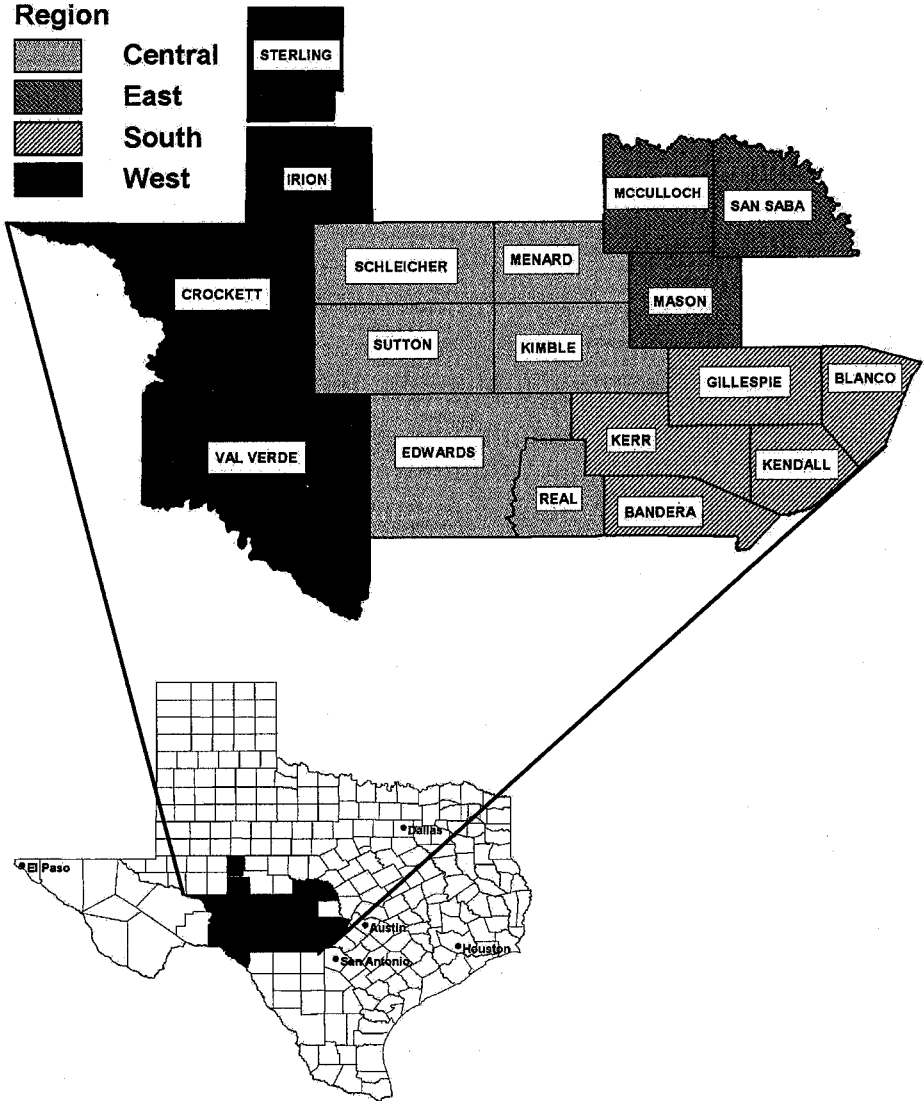 Region
Central
East
South
West
STERLING
IRION
MCCULLOCH
SAN SABA
SCHLEICHER
MENARD
CROCKETT
MASON
SUTTON
KIMBLE
GILLESPIE
BLANCO
KERR
VAL VERDE
EDWARDS
KENDALL
REAL
BANDERA
Dallas
El Paso
Austin
Houston
San Antonio